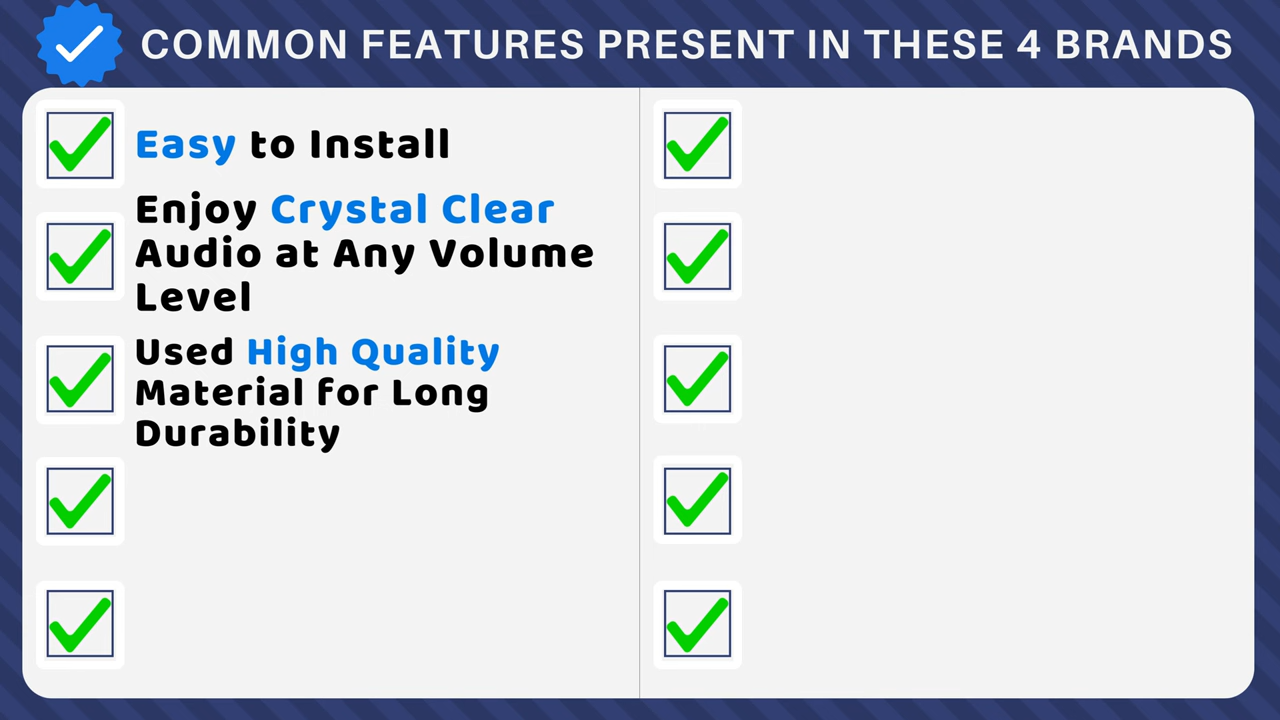 COMMON FEATURES PRESENT IN THESE 4 BRANDS
Easy to Install
Enjoy Crystal Clear
Audio at Any Volume
Level
Used High Quality
Material for Long
Durability